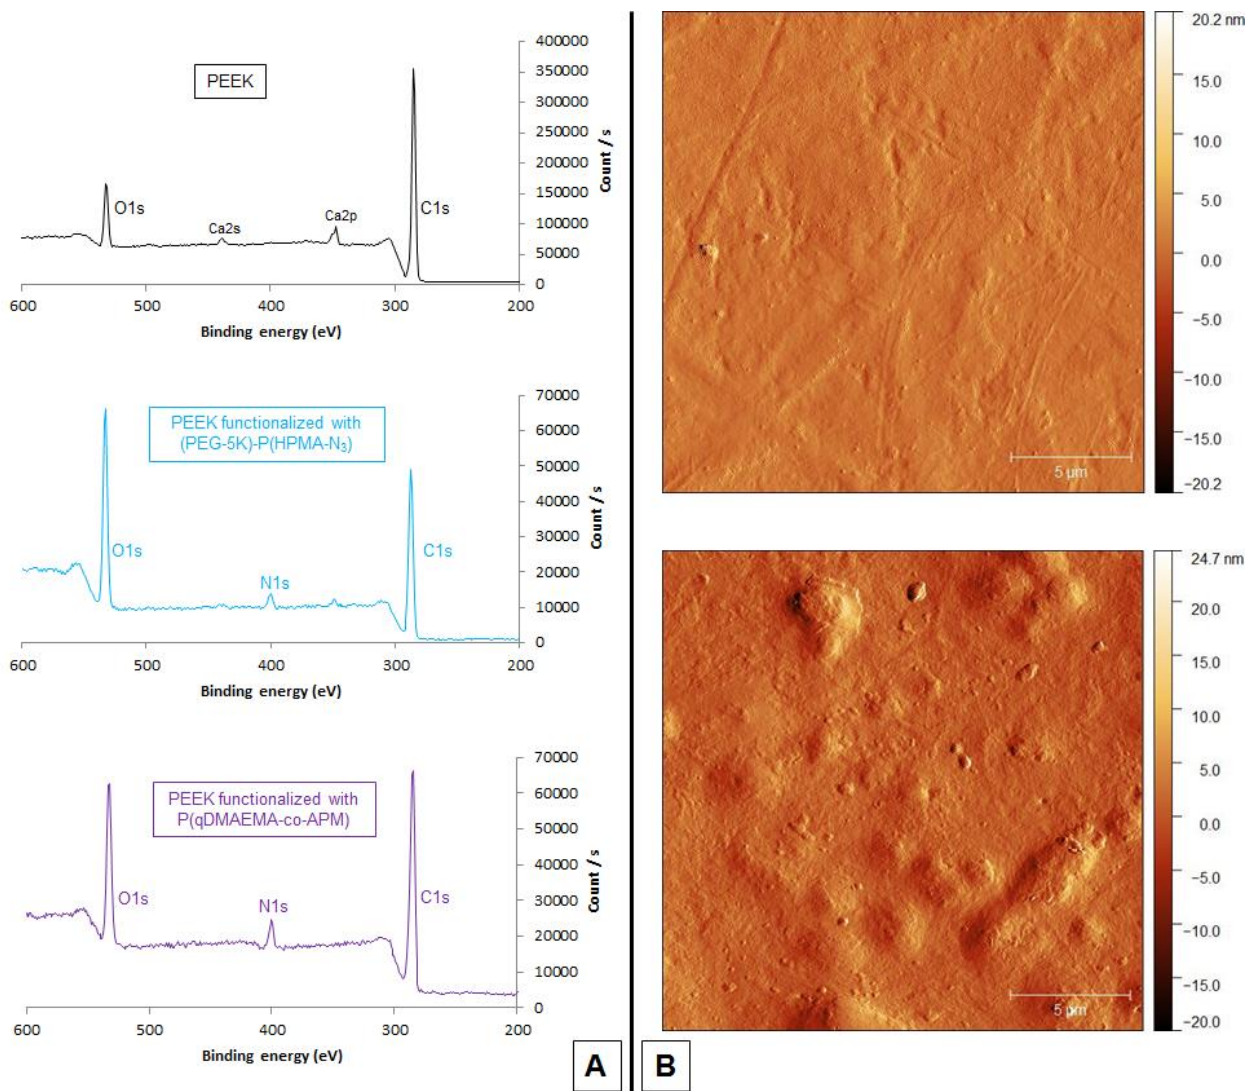 PEEK
400000
350000
300000
250000
200000
150000
100000
50000
0
Count / s
O1s
Ca2s
Ca2p
C1s
600 500 400 300 200
Binding energy (eV)
PEEK functionalized with
(PEG-5K)-P(HPMA-N₃)
70000
60000
50000
40000
30000
20000
10000
0
Count / s
O1s
N1s
C1s
600 500 400 300 200
Binding energy (eV)
PEEK functionalized with
P(qDMAEMA-co-APM)
70000
60000
50000
40000
30000
20000
10000
0
Count / s
O1s
N1s
C1s
600 500 400 300 200
Binding energy (eV)
A
20.2 nm
15.0
10.0
5.0
0.0
−5.0
−10.0
−15.0
−20.2
5 µm
24.7 nm
20.0
15.0
10.0
5.0
0.0
−5.0
−10.0
−15.0
−20.0
5 µm
B